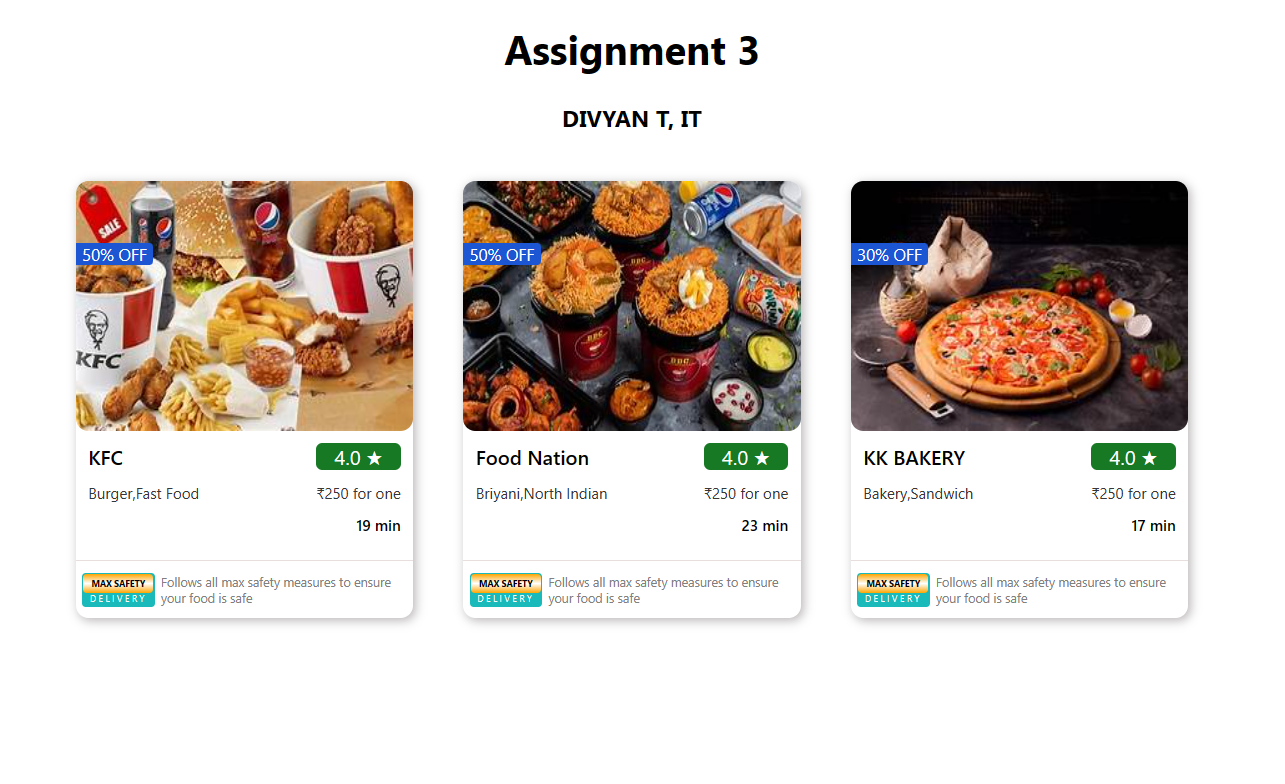 Assignment 3
DIVYAN T, IT
SALE
50% OFF
KFC
KFC
4.0 ★
Burger,Fast Food
₹250 for one
19 min
MAX SAFETY
DELIVERY
Follows all max safety measures to ensure
your food is safe
50% OFF
BBC
BBC
Food Nation
4.0 ★
Briyani,North Indian
₹250 for one
23 min
MAX SAFETY
DELIVERY
Follows all max safety measures to ensure
your food is safe
30% OFF
KK BAKERY
4.0 ★
Bakery,Sandwich
₹250 for one
17 min
MAX SAFETY
DELIVERY
Follows all max safety measures to ensure
your food is safe